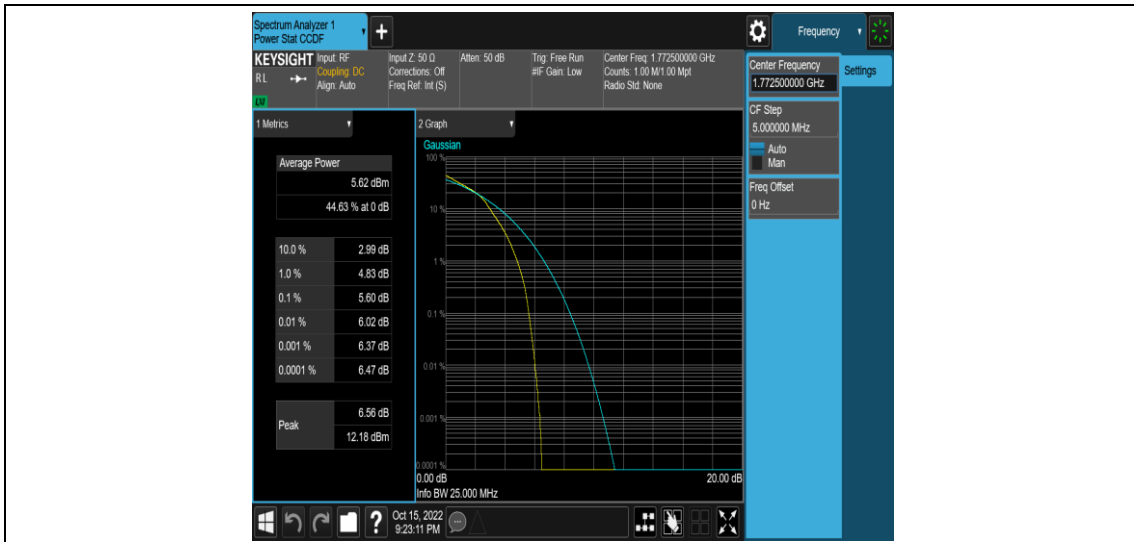 Spectrum Analyzer 1
Power Stat CCDF
+
Frequency
KEYSIGHT
RL
LXI
Input: RF
Coupling: DC
Align: Auto
Input Z: 50 Ω
Corrections: Off
Freq Ref: Int (S)
Atten: 50 dB
Trig: Free Run
#IF Gain: Low
Center Freq: 1.772500000 GHz
Counts: 1.00 M/1.00 Mpt
Radio Std: None
Center Frequency
1.772500000 GHz
Settings
CF Step
5.000000 MHz
Auto
Man
Freq Offset
0 Hz
1 Metrics
Average Power
5.62 dBm
44.63 % at 0 dB
10.0 % 2.99 dB
1.0 % 4.83 dB
0.1 % 5.60 dB
0.01 % 6.02 dB
0.001 % 6.37 dB
0.0001 % 6.47 dB
Peak
6.56 dB
12.18 dBm
2 Graph
Gaussian
100 %
10 %
1 %
0.1 %
0.01 %
0.001 %
0.0001 %
0.00 dB 20.00 dB
Info BW 25.000 MHz
?
Oct 15, 2022
9:23:11 PM